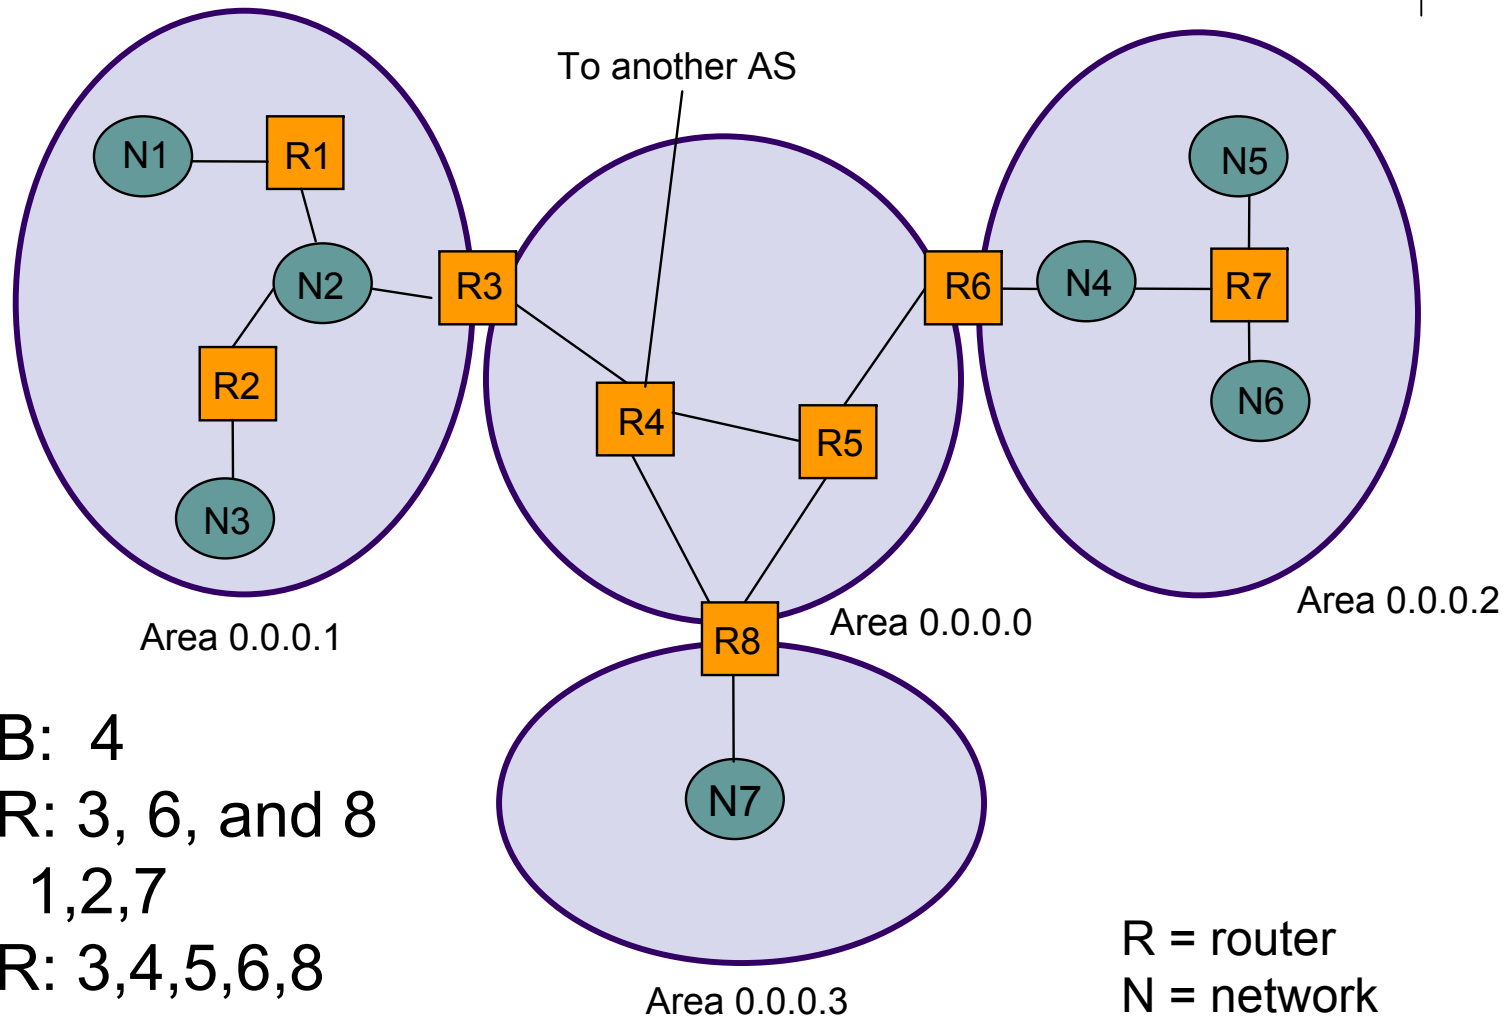 To another AS
N1
R1
N5
N2
R3
R6
N4
R7
R2
R4
R5
N6
N3
Area 0.0.0.1
R8
Area 0.0.0.0
Area 0.0.0.2
B: 4
R: 3, 6, and 8
1,2,7
R: 3,4,5,6,8
N7
Area 0.0.0.3
R = router
N = network